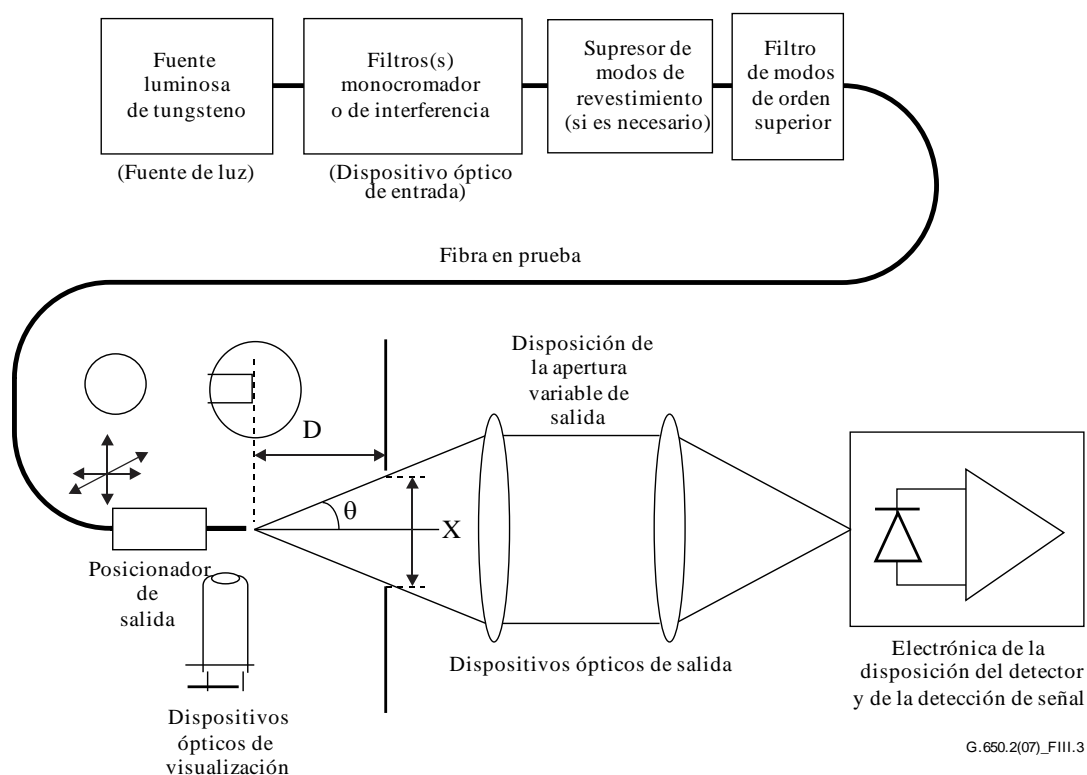 Fuente
luminosa
de tungsteno
(Fuente de luz)
Filtros(s)
monocromador
o de interferencia
(Dispositivo óptico
de entrada)
Supresor de
modos de
revestimiento
(si es necesario)
Filtro
de modos
de orden
superior
Fibra en prueba
Disposición de
la apertura
variable de
salida
D
θ
X
Posicionador
de
salida
Dispositivos ópticos de salida
Electrónica de la
disposición del detector
y de la detección de señal
Dispositivos
ópticos de
visualización
G.650.2(07)_FIII.3